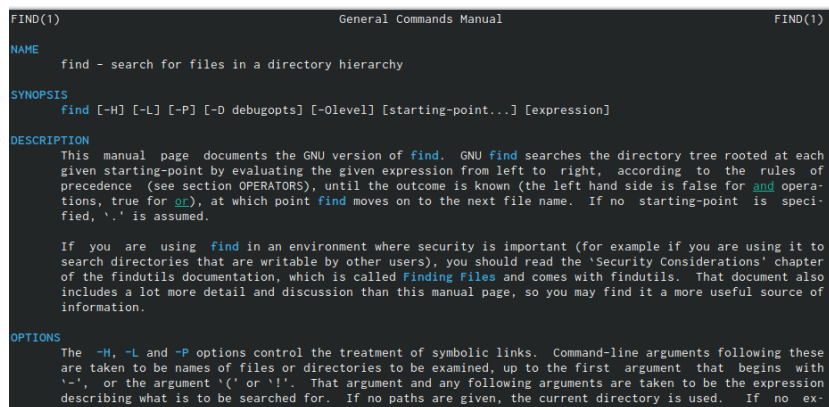 FIND(1) General Commands Manual FIND(1)
NAME
find - search for files in a directory hierarchy
SYNOPSIS
find [-H] [-L] [-P] [-D debugopts] [-Olevel] [starting-point...] [expression]
DESCRIPTION
This manual page documents the GNU version of find. GNU find searches the directory tree rooted at each
given starting-point by evaluating the given expression from left to right, according to the rules of
precedence (see section OPERATORS), until the outcome is known (the left hand side is false for and opera-
tions, true for or), at which point find moves on to the next file name. If no starting-point is speci-
fied, `.' is assumed.
If you are using find in an environment where security is important (for example if you are using it to
search directories that are writable by other users), you should read the `Security Considerations' chapter
of the findutils documentation, which is called Finding Files and comes with findutils. That document also
includes a lot more detail and discussion than this manual page, so you may find it a more useful source of
information.
OPTIONS
The -H, -L and -P options control the treatment of symbolic links. Command-line arguments following these
are taken to be names of files or directories to be examined, up to the first argument that begins with
`-', or the argument `(' or `!'. That argument and any following arguments are taken to be the expression
describing what is to be searched for. If no paths are given, the current directory is used. If no ex-